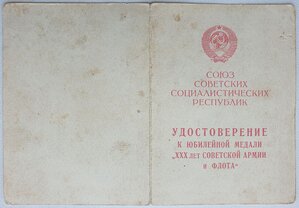 СОЮЗ
СОВЕТСКИХ
СОЦИАЛИСТИЧЕСКИХ
РЕСПУБЛИК
УДОСТОВЕРЕНИЕ
К ЮБИЛЕЙНОЙ МЕДАЛИ
„XXX ЛЕТ СОВЕТСКОЙ АРМИИ
И ФЛОТА“